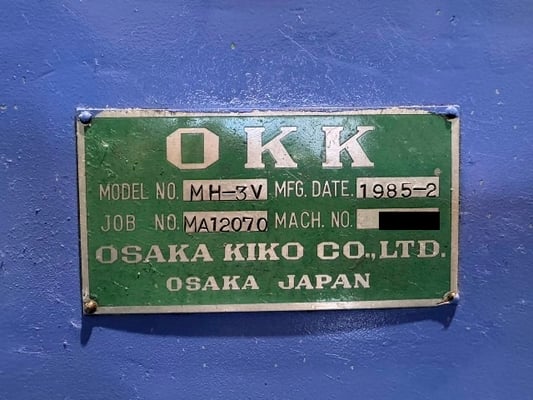 OKK
MODEL NO. MH-3V MFG. DATE. 1985-2
JOB NO. MA12070 MACH. NO.
OSAKA KIKO CO.,LTD.
OSAKA JAPAN